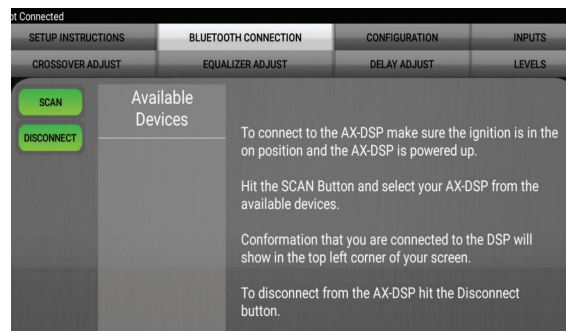 ot Connected
SETUP INSTRUCTIONS BLUETOOTH CONNECTION CONFIGURATION INPUTS
CROSSOVER ADJUST EQUALIZER ADJUST DELAY ADJUST LEVELS
SCAN
DISCONNECT
Available
Devices
To connect to the AX-DSP make sure the ignition is in the
on position and the AX-DSP is powered up.
Hit the SCAN Button and select your AX-DSP from the
available devices.
Conformation that you are connected to the DSP will
show in the top left corner of your screen.
To disconnect from the AX-DSP hit the Disconnect
button.